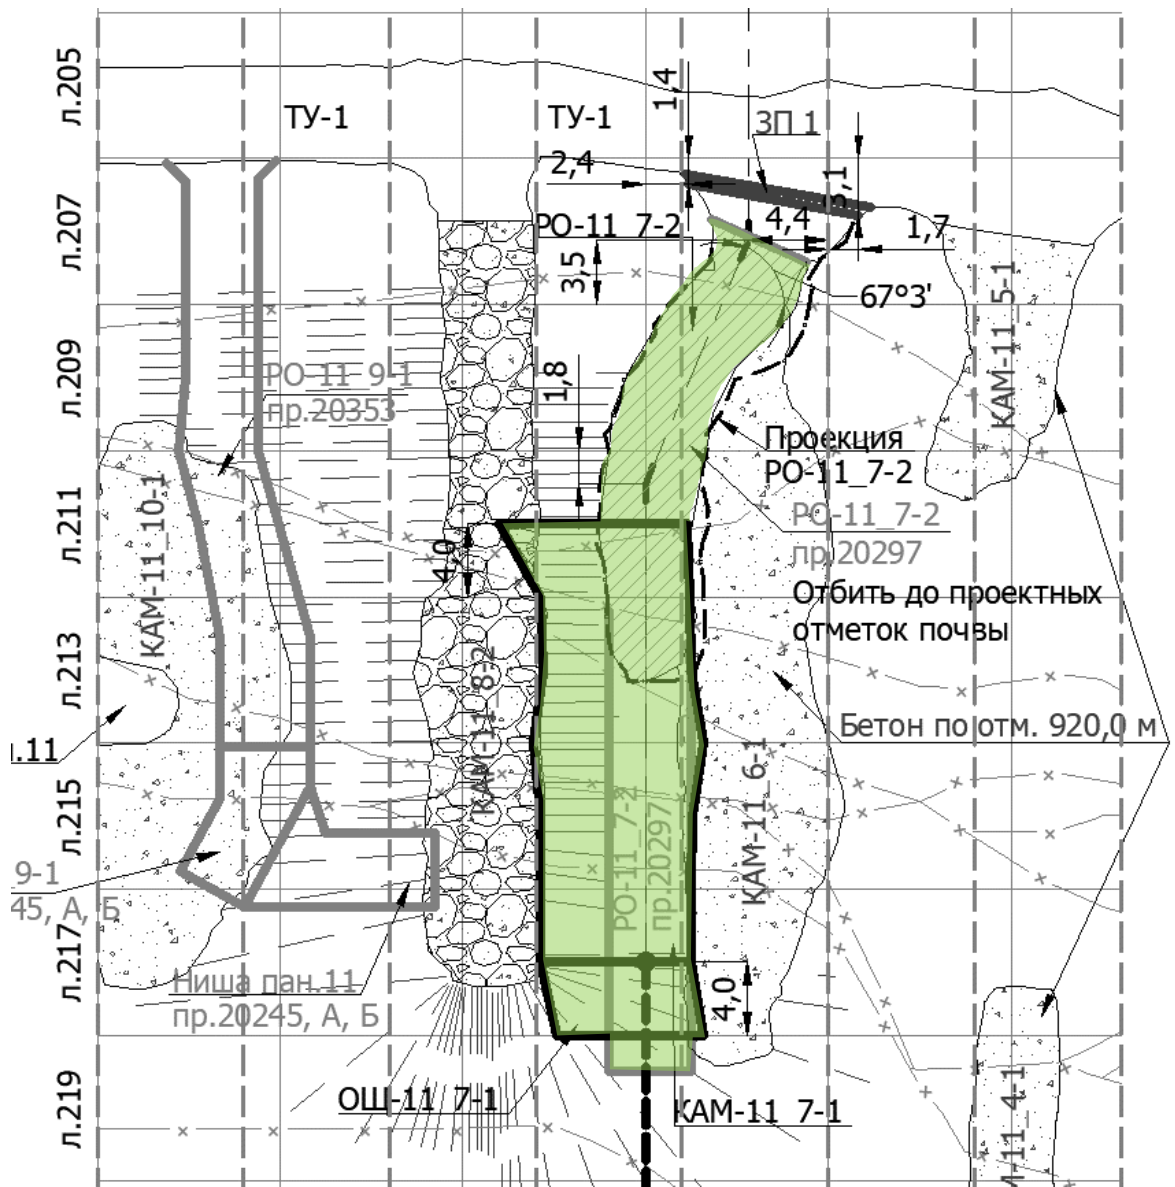 л.205
л.207
л.209
л.211
л.213
л.215
л.217
л.219
ТУ-1
ТУ-1
1,4
ЗП 1
2,4
3,1
РО-11_7-2
4,4
1,7
3,5
67°3'
КАМ-11_5-1
РО-11_9-1
пр.20353
1,8
Проекция
РО-11_7-2
КАМ-11_10-1
РО-11_7-2
пр.20297
4,0
Отбить до проектных
отметок почвы
КАМ-11_8-2
Бетон по отм. 920,0 м
.11
РО-11_7-2
пр.20297
КАМ-11_6-1
9-1
45, А, Б
Ниша пан.11
пр.20245, А, Б
4,0
ОШ-11_7-1
КАМ-11_7-1
М-11_4-1